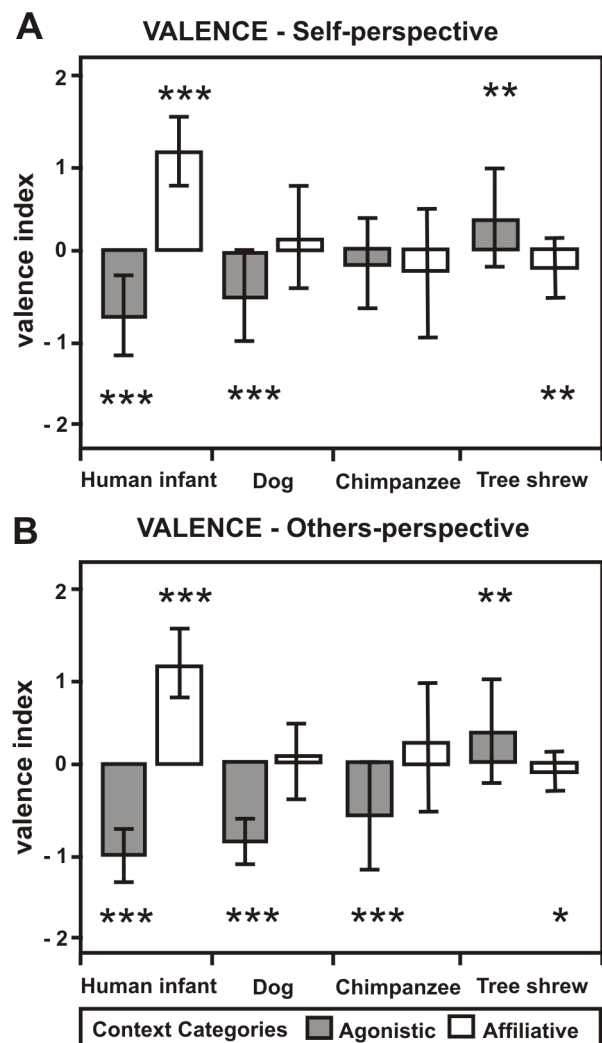 A VALENCE - Self-perspective
2
*** **
1
valence index
0
- 1
*** *** **
- 2
Human infant Dog Chimpanzee Tree shrew
B VALENCE - Others-perspective
2
*** **
1
valence index
0
- 1
*** *** *** *
- 2
Human infant Dog Chimpanzee Tree shrew
Context Categories Agonistic Affiliative